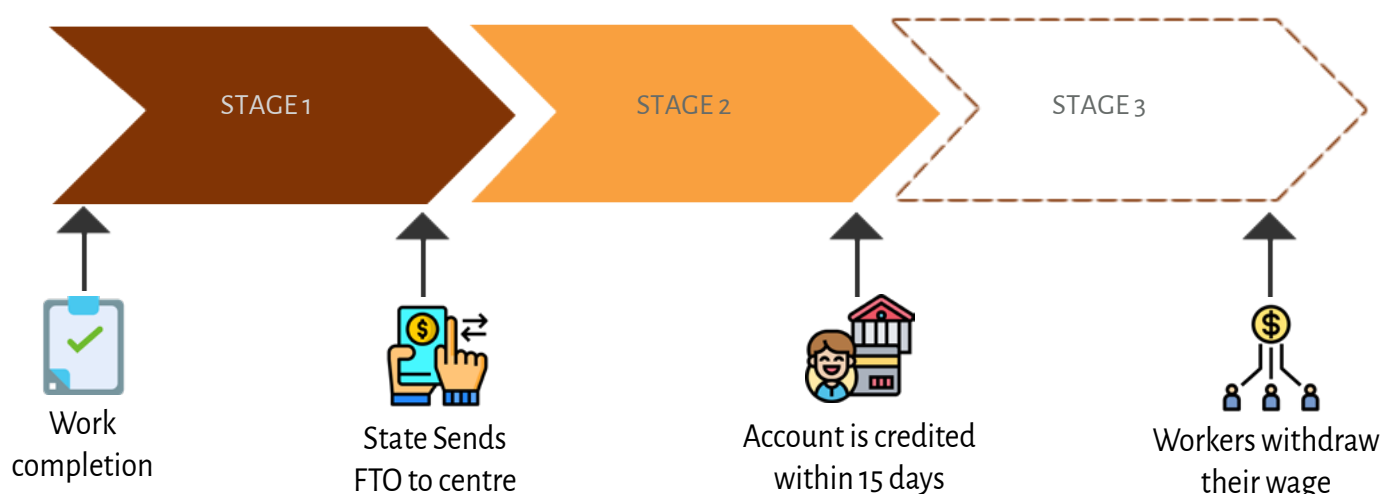 STAGE 1
STAGE 2
STAGE 3
Work
completion
State Sends
FTO to centre
Account is credited
within 15 days
Workers withdraw
their wage